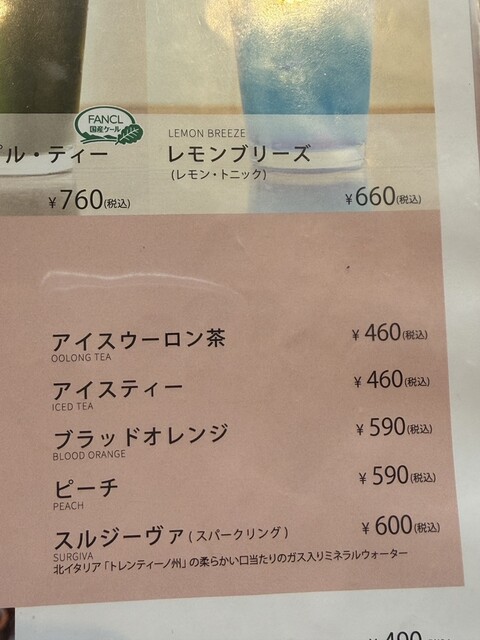 FANCL
国産ケール
ル・ティー
¥760(税込)
LEMON BREEZE
レモンブリーズ
(レモン・トニック)
¥660(税込)
アイスウーロン茶 ¥460(税込)
OOLONG TEA
アイスティー ¥460(税込)
ICED TEA
ブラッドオレンジ ¥590(税込)
BLOOD ORANGE
ピーチ ¥590(税込)
PEACH
スルジーヴァ(スパークリング) ¥600(税込)
SURGIVA
北イタリア「トレンティーノ州」の柔らかい口当たりのガス入りミネラルウォーター